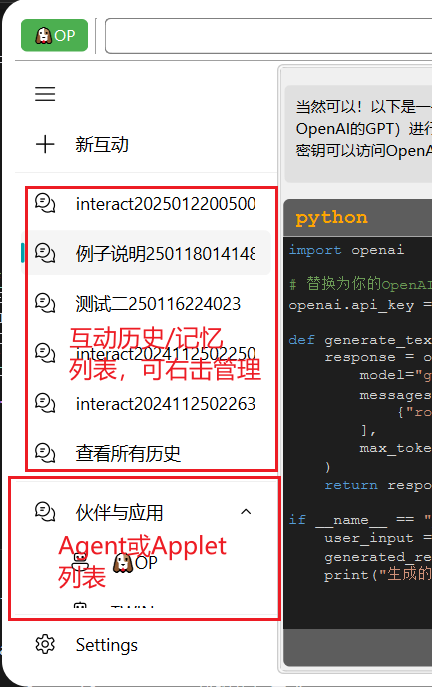 OP
新互动
interact2025012200500
例子说明250118014148
测试二250116224023
互动历史/记忆
interact2024112502250
列表，可右击管理
interact2024112502263
查看所有历史
伙伴与应用
Agent或Applet
OP
列表
Settings
当然可以！以下是一
OpenAI的GPT）进行
密钥可以访问OpenA
python
import openai
# 替换为你的OpenAI
openai.api_key =
def generate_tex
response = o
model="g
messages
{"ro
],
max_toke
)
return respo
if __name__ == "
user_input =
generated_re
print("生成的